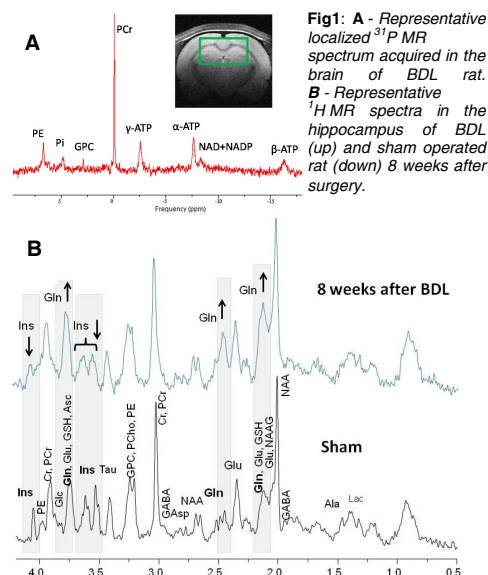 A
PCr
PE
Pi
GPC
γ-ATP
α-ATP
NAD+NADP
β-ATP
5
0
-5
-10
-15
Frequency (ppm)
Fig1: A - Representative
localized ³¹P MR
spectrum acquired in the
brain of BDL rat.
B - Representative
¹H MR spectra in the
hippocampus of BDL
(up) and sham operated
rat (down) 8 weeks after
surgery.
B
8 weeks after BDL
Ins
Gln
Ins
Gln
Gln
Sham
Ins
PE
Cr, PCr
Glc
Gln, Glu, GSH, Asc
Ins
Tau
GPC, PCho, PE
Cr, PCr
GABA
Asp
NAA
Gln
Glu
Gln, Glu, GSH
Glu, NAAG
NAA
GABA
Ala
Lac
4.0
3.5
3.0
2.5
2.0
1.5
1.0
0.5